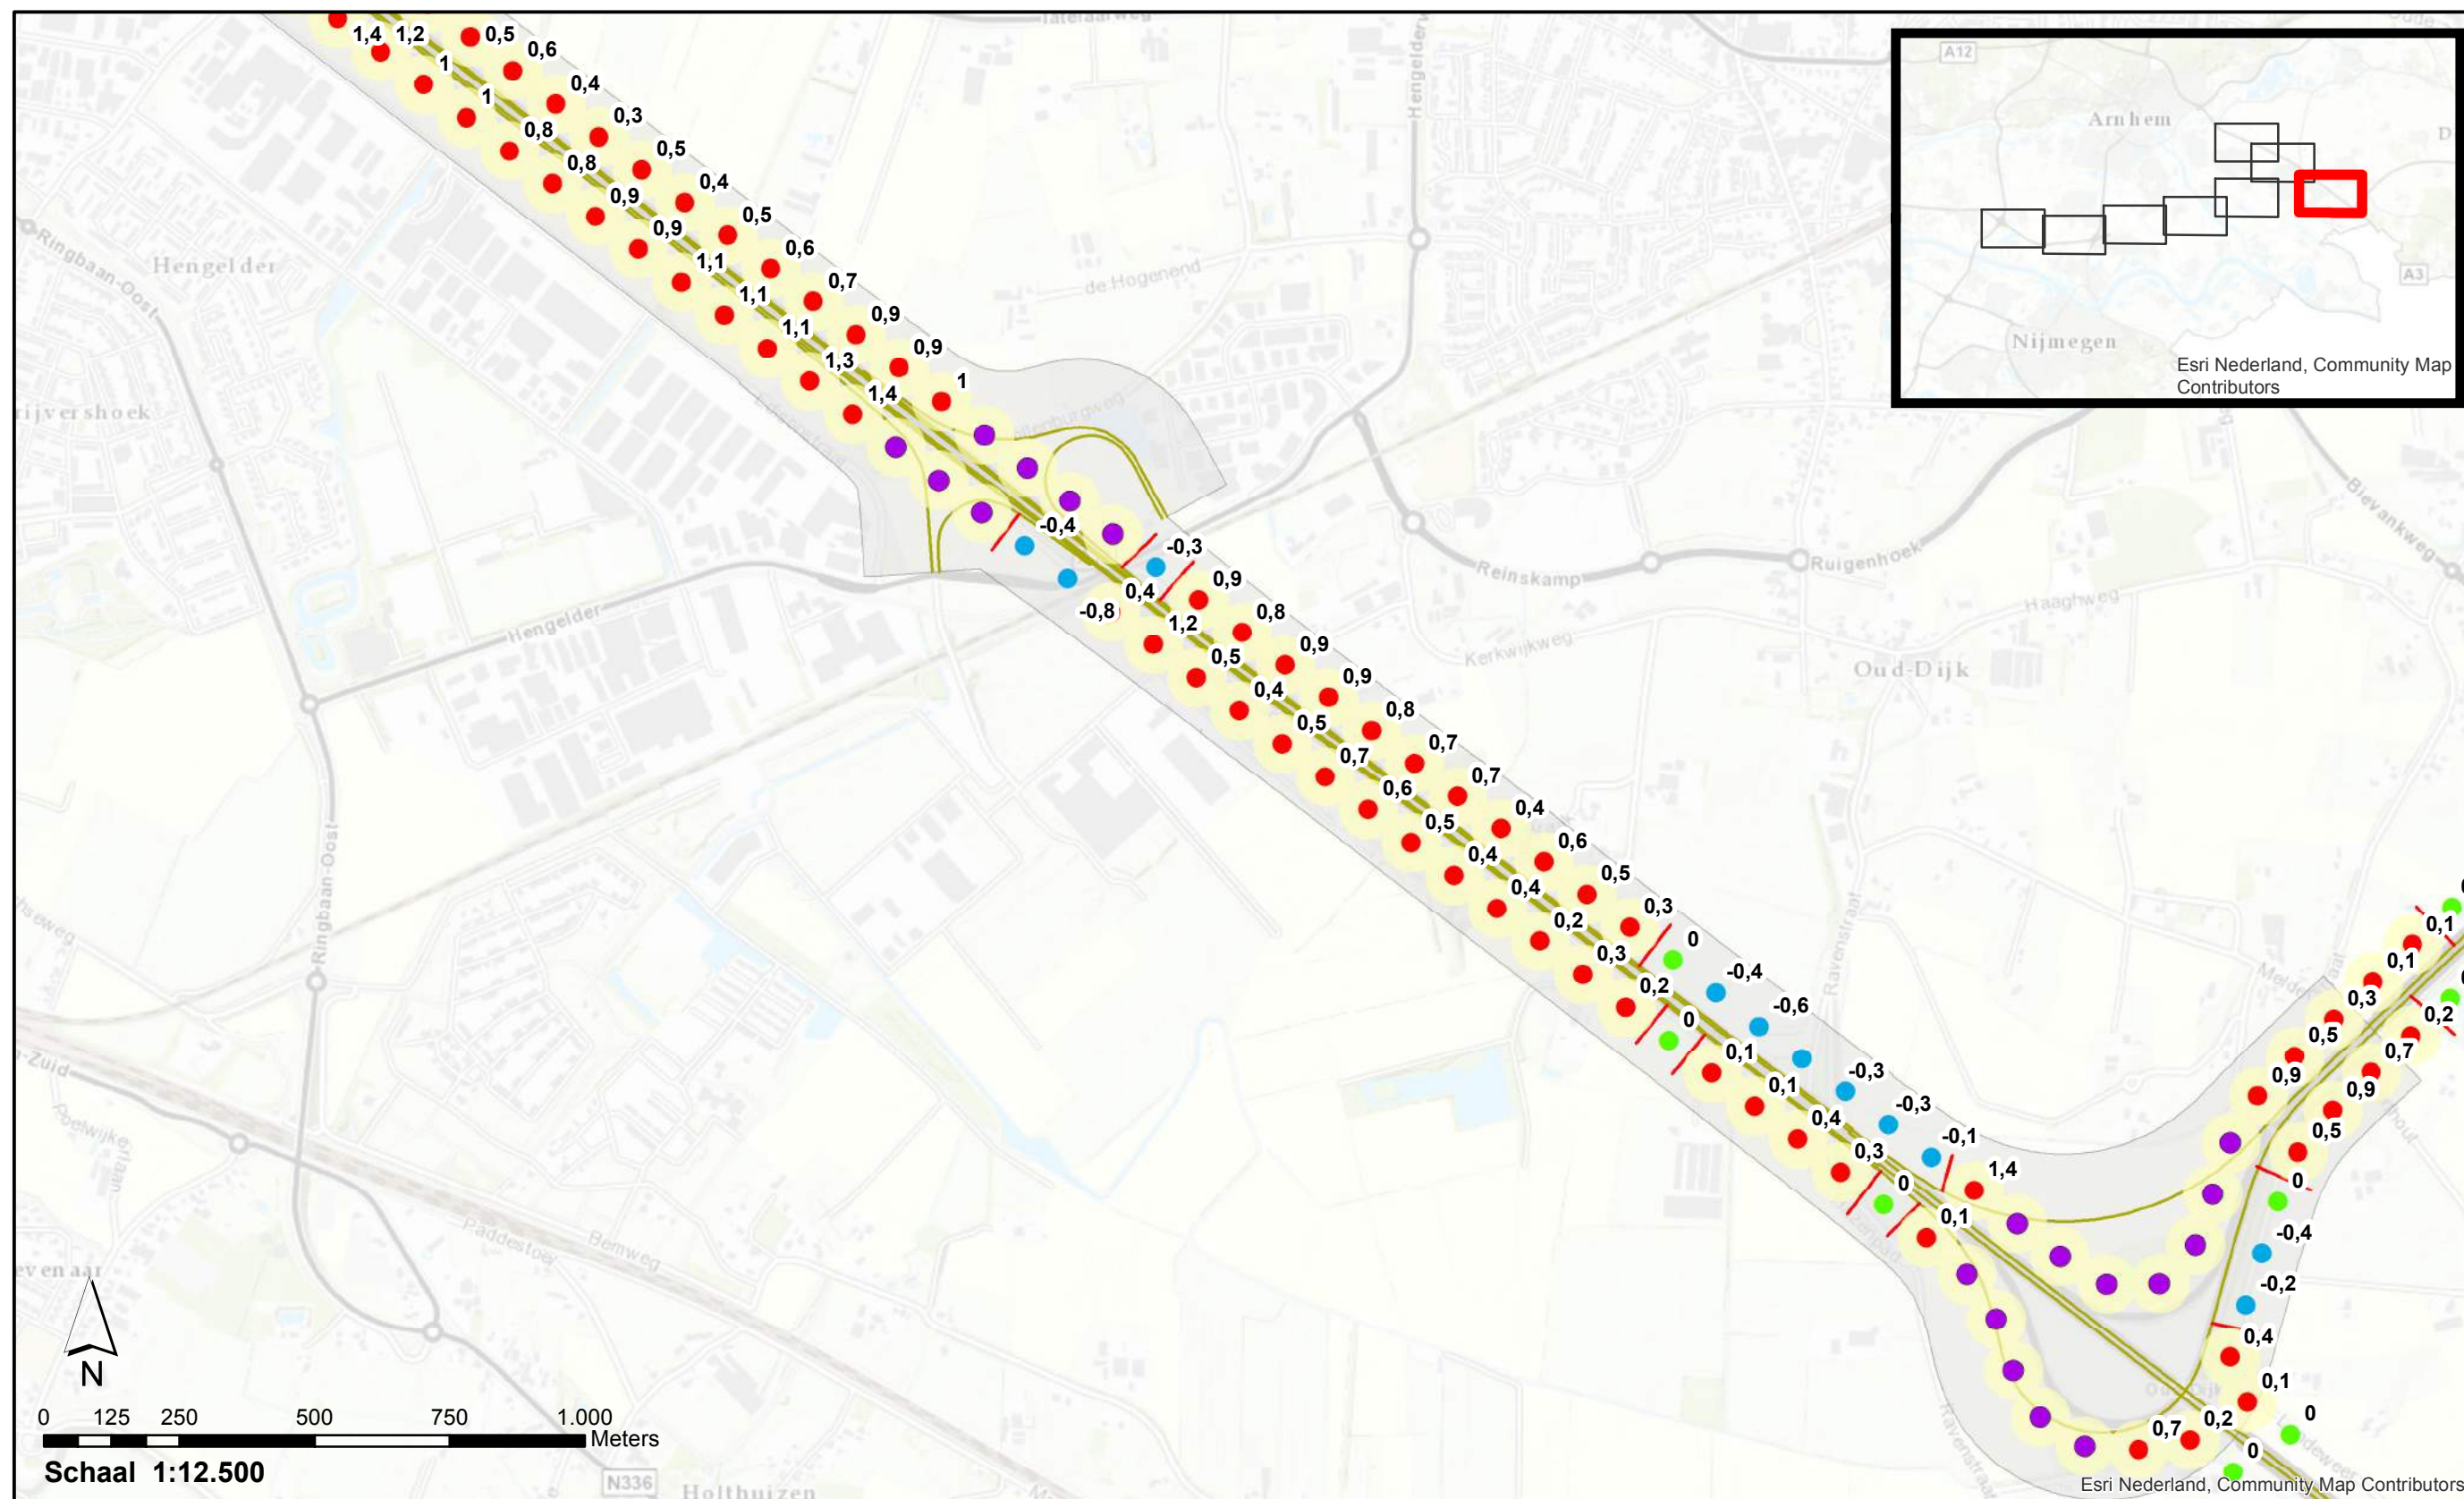 Tatelaarweg
1,4
1,2
0,5
0,6
1
0,4
1
0,3
0,8
0,5
0,8
0,4
0,9
0,5
0,9
0,6
1,1
0,7
1,1
0,9
1,1
0,9
1,3
1
1,4
-0,4
-0,3
0,9
0,4
-0,8
0,8
1,2
0,9
0,5
0,9
0,4
0,8
0,5
0,7
0,7
0,7
0,6
0,4
0,5
0,6
0,4
0,5
0,4
0,3
0,2
0
0,3
-0,4
0,2
-0,6
0
0,1
-0,3
0,1
-0,3
0,4
-0,1
0,3
1,4
0
0,1
0,1
0,1
0,3
0,2
0,5
0,7
0,9
0,9
0,5
0
-0,4
-0,2
0,4
0,1
0
0,2
0,7
0
Ringbaan-Oost
Hengelder
rijvershoek
de Hogenend
Reinskamp
Ruigenhoek
Bievankweg
Haaghweg
Kerkwijkweg
Oud-Dijk
Hengelder
Ringbaan-Oost
Ravenstraat
Poelwijkerlaan
Paddestoel
Bemweg
evenaar
-Zuid
Ravenstraat
N336
Holthuizen
A12
Arnhem
A3
Nijmegen
Esri Nederland, Community Map
Contributors
N
0 125 250 500 750 1.000
Meters
Schaal 1:12.500
Esri Nederland, Community Map Contributors